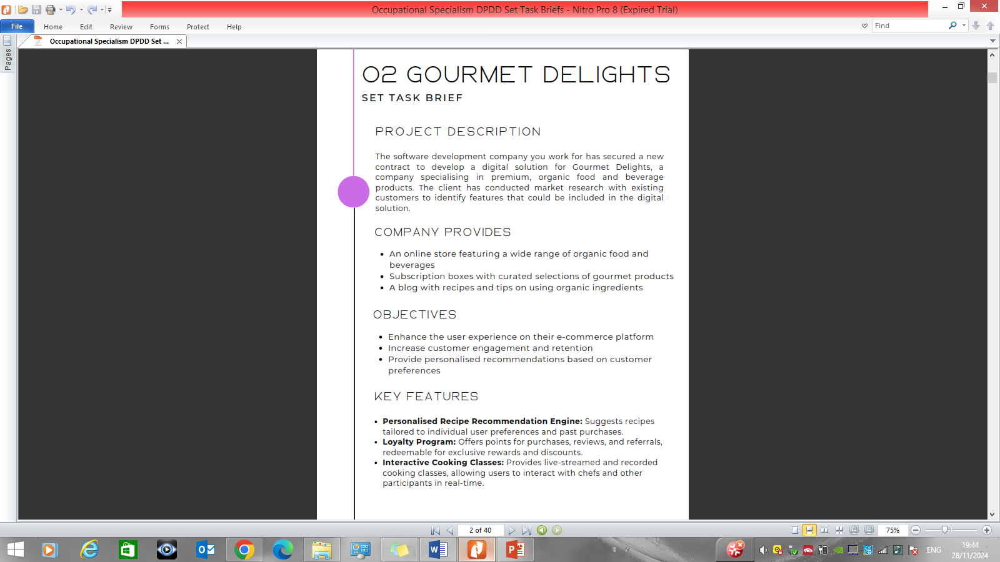 Occupational Specialism DPDD Set Task Briefs - Nitro Pro 8 (Expired Trial)
File Home Edit Review Forms Protect Help Find
Occupational Specialism DPDD Set ...
Pages
02 GOURMET DELIGHTS
SET TASK BRIEF
PROJECT DESCRIPTION
The software development company you work for has secured a new
contract to develop a digital solution for Gourmet Delights, a
company specialising in premium, organic food and beverage
products. The client has conducted market research with existing
customers to identify features that could be included in the digital
solution.
COMPANY PROVIDES
• An online store featuring a wide range of organic food and
beverages
• Subscription boxes with curated selections of gourmet products
• A blog with recipes and tips on using organic ingredients
OBJECTIVES
• Enhance the user experience on their e-commerce platform
• Increase customer engagement and retention
• Provide personalised recommendations based on customer
preferences
KEY FEATURES
• Personalised Recipe Recommendation Engine: Suggests recipes
tailored to individual user preferences and past purchases.
• Loyalty Program: Offers points for purchases, reviews, and referrals,
redeemable for exclusive rewards and discounts.
• Interactive Cooking Classes: Provides live-streamed and recorded
cooking classes, allowing users to interact with chefs and other
participants in real-time.
2 of 40
75%
ENG
19:44
28/11/2024